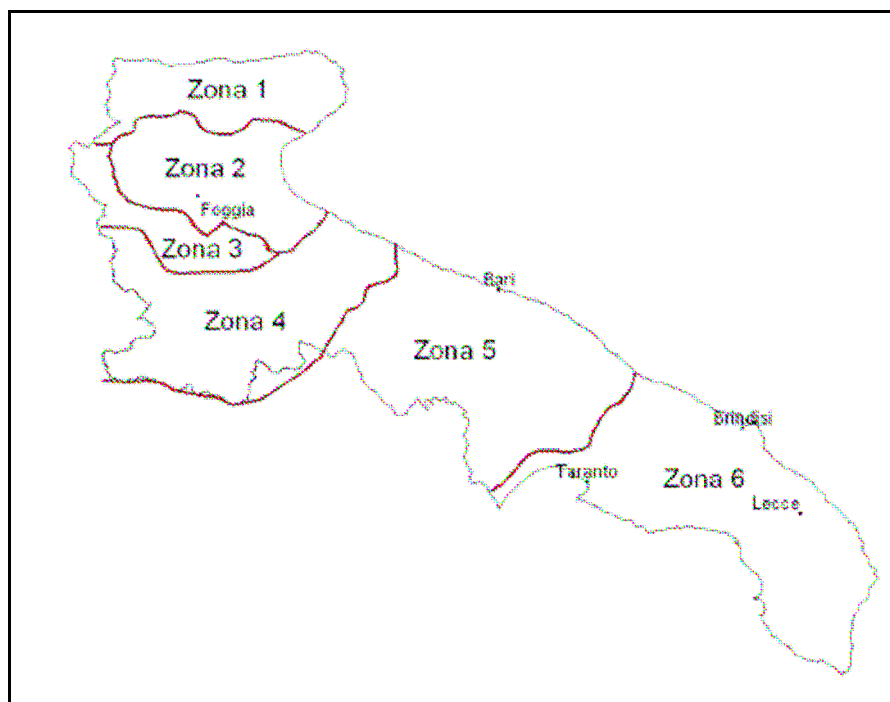 Zona 1
Zona 2
Foggia
Zona 3
Bari
Zona 4
Zona 5
Brindisi
Taranto
Zona 6
Lecce